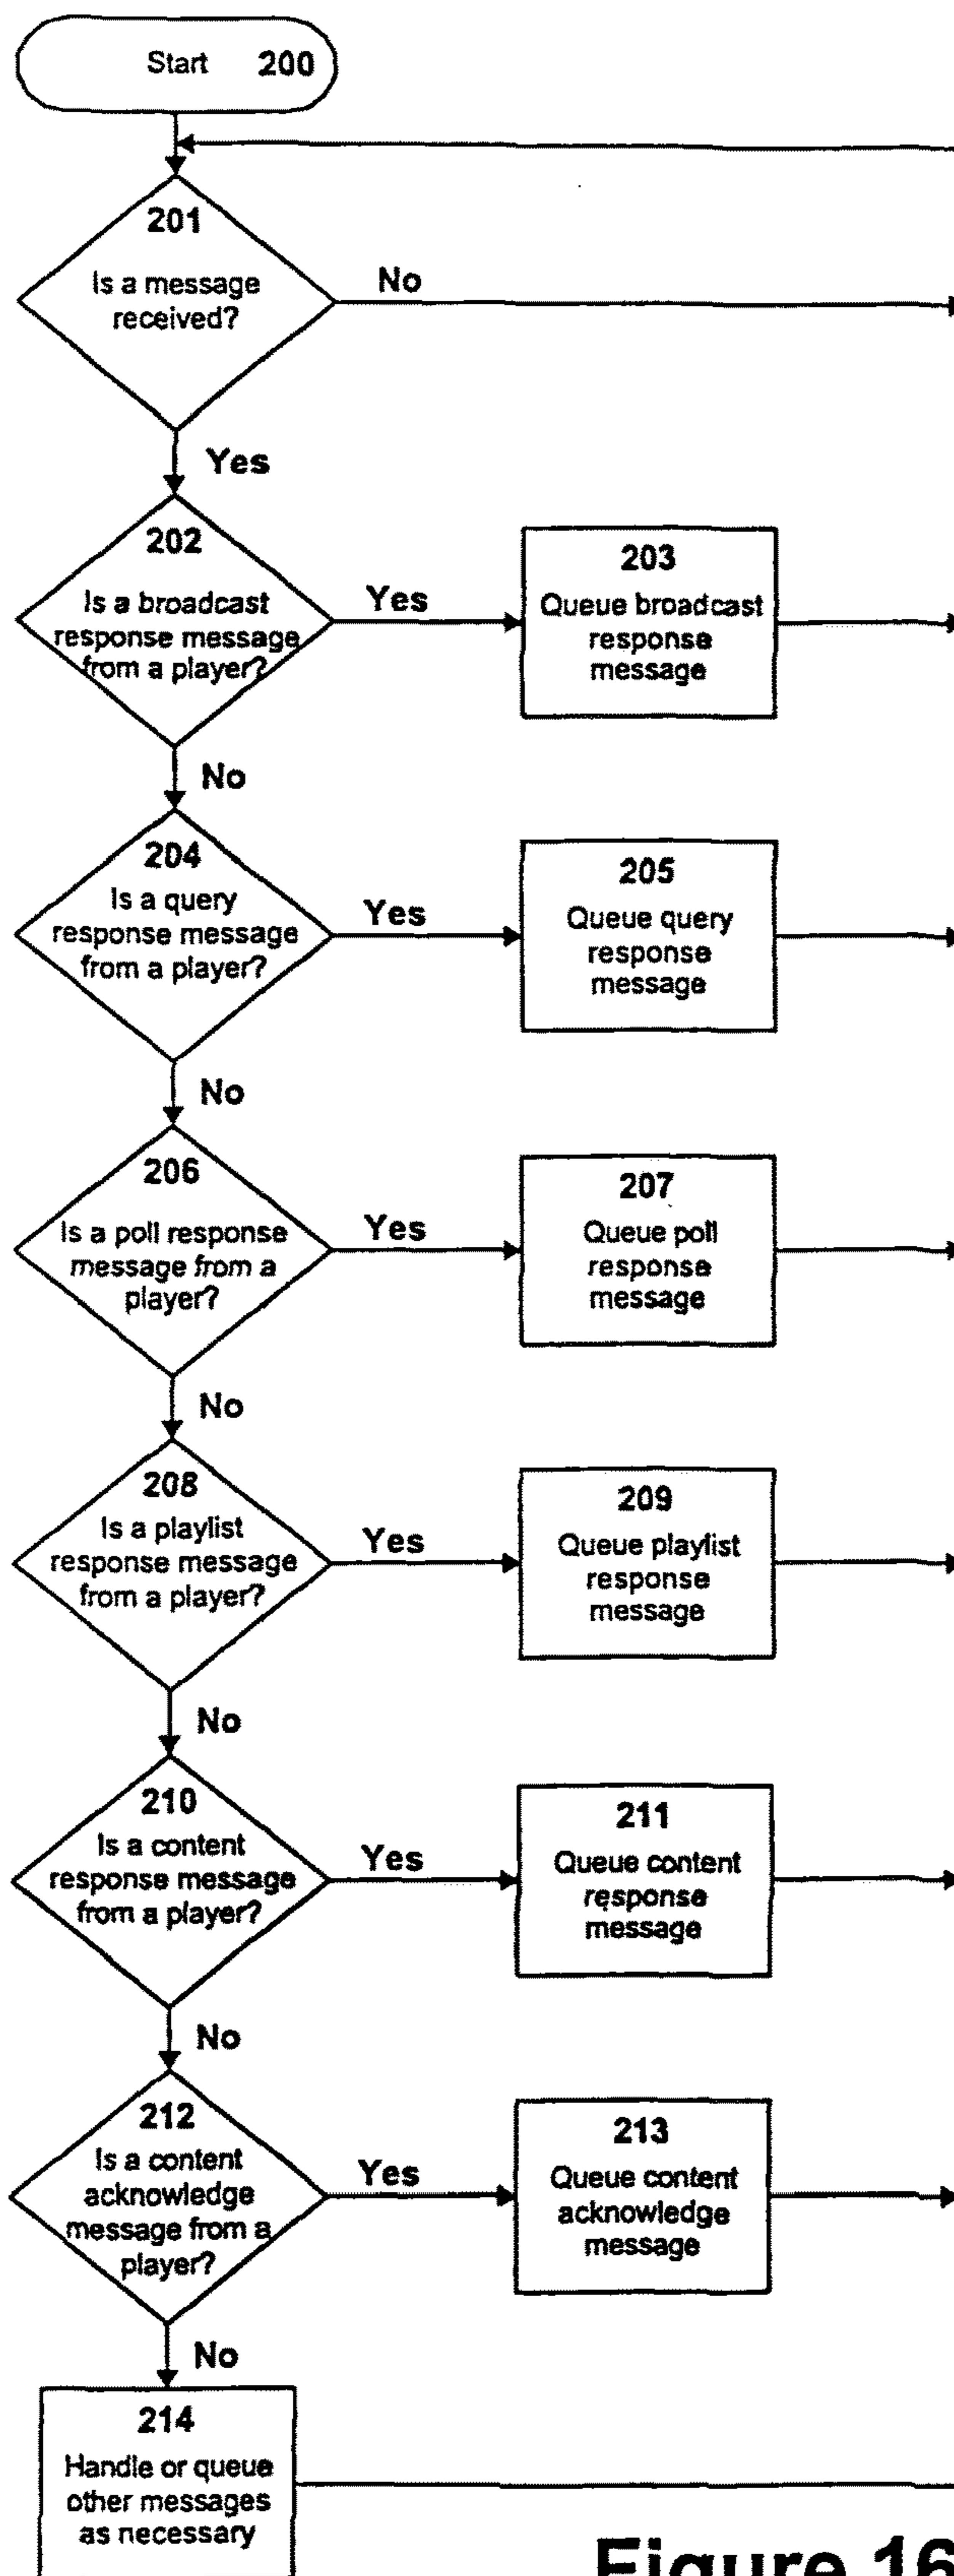 Start 200
201
Is a message
received?
No
Yes
202
Is a broadcast
response message
from a player?
Yes
203
Queue broadcast
response
message
No
204
Is a query
response message
from a player?
Yes
205
Queue query
response
message
No
206
Is a poll response
message from a
player?
Yes
207
Queue poll
response
message
No
208
Is a playlist
response message
from a player?
Yes
209
Queue playlist
response
message
No
210
Is a content
response message
from a player?
Yes
211
Queue content
response
message
No
212
Is a content
acknowledge
message from a
player?
Yes
213
Queue content
acknowledge
message
No
214
Handle or queue
other messages
as necessary
Figure 16